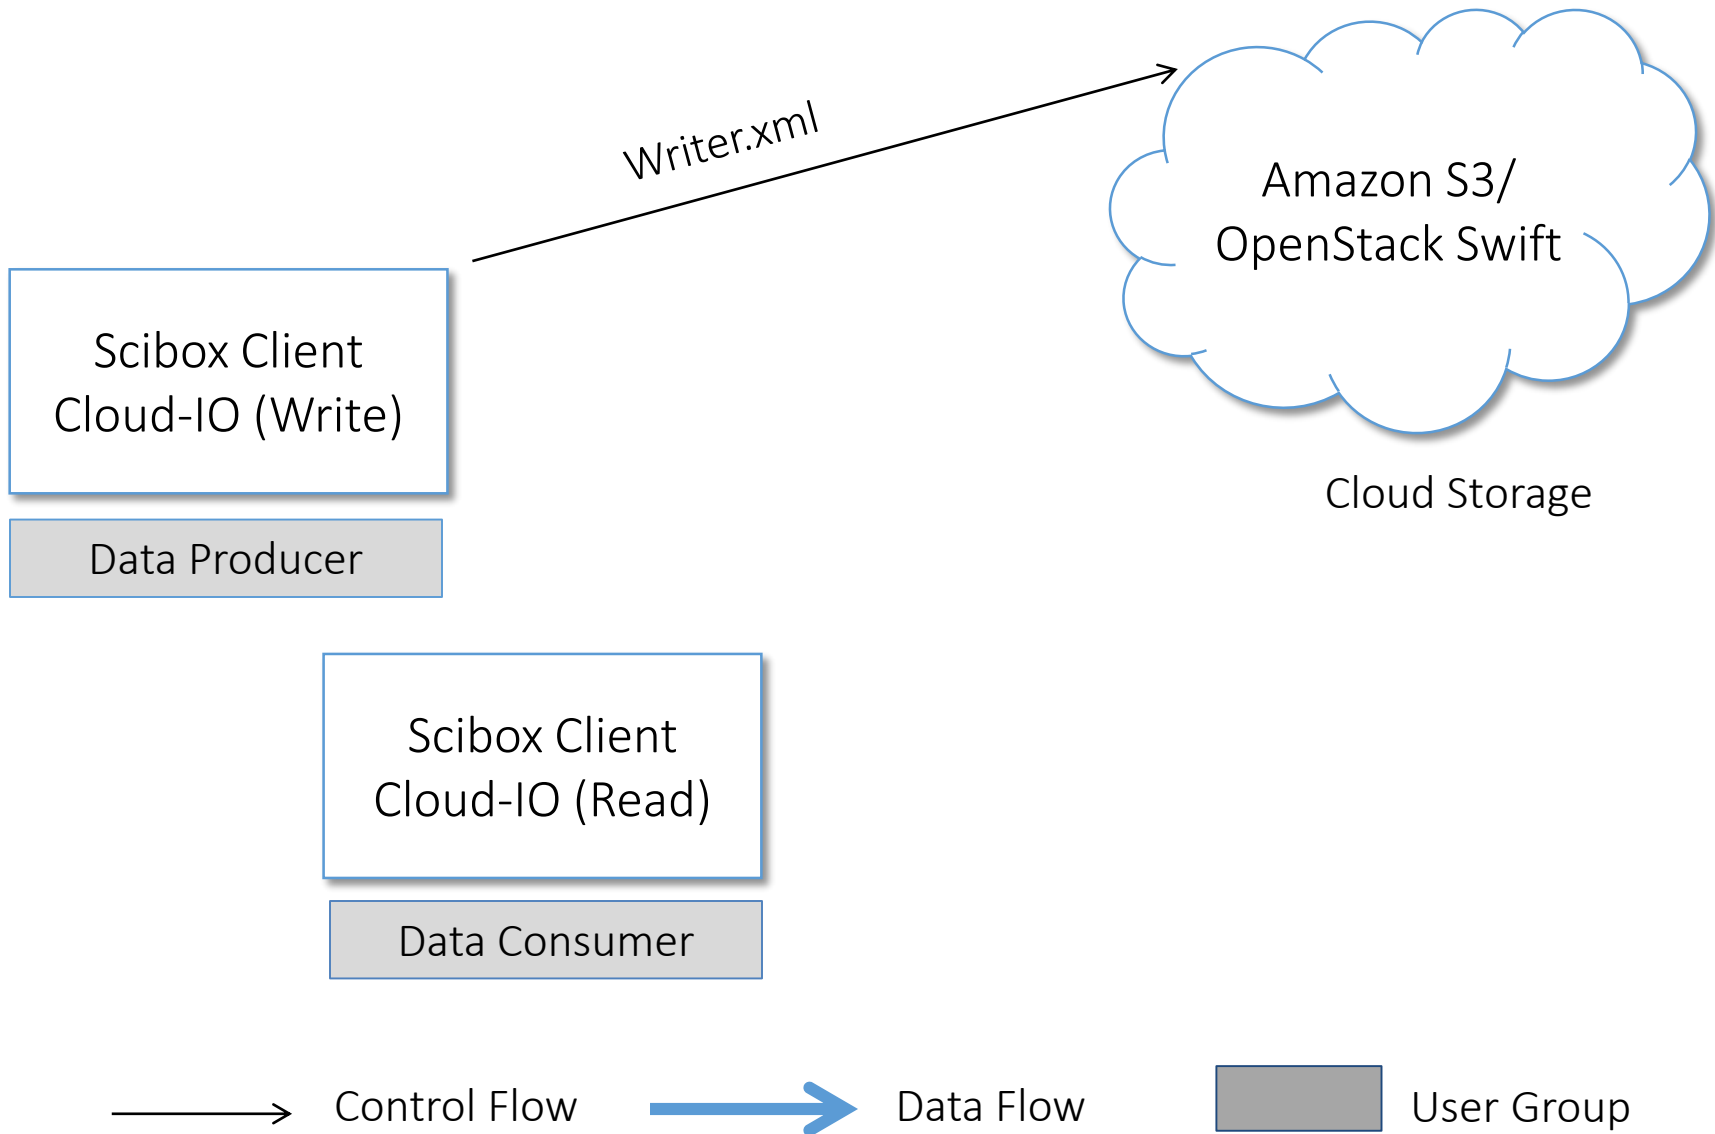 Writer.xml
Amazon S3/
OpenStack Swift
Scibox Client
Cloud-IO (Write)
Cloud Storage
Data Producer
Scibox Client
Cloud-IO (Read)
Data Consumer
Control Flow
Data Flow
User Group